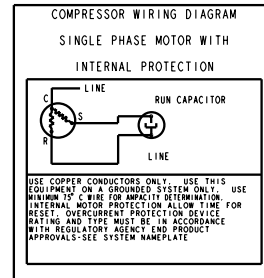 COMPRESSOR WIRING DIAGRAM
SINGLE PHASE MOTOR WITH
INTERNAL PROTECTION
LINE
C
RUN CAPACITOR
S
R
LINE
USE COPPER CONDUCTORS ONLY. USE THIS
EQUIPMENT ON A GROUNDED SYSTEM ONLY. USE
MINIMUM 75° C WIRE FOR AMPACITY DETERMINATION.
INTERNAL MOTOR PROTECTION ALLOW TIME FOR
RESET. OVERCURRENT PROTECTION DEVICE
RATING AND TYPE MUST BE IN ACCORDANCE
WITH REGULATORY AGENCY END PRODUCT
APPROVALS-SEE SYSTEM NAMEPLATE